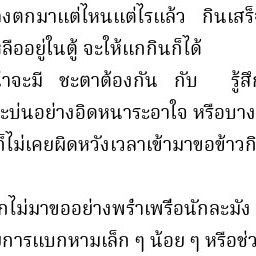 ตกมาแต่ไหนแต่ไรแล้ว กินเสร็
ลืออยู่ในตู้ จะให้แกกินก็ได้
จะมี ชะตาต้องกัน กับ รู้สึ
ะบ่นอย่างอิดหนาระอาใจ หรือบาง
ก็ไม่เคยผิดหวังเวลาเข้ามาขอข้าวกิ
กไม่มาขออย่างพร่ำเพรื่อนักละมัง
การแบกหามเล็ก ๆ น้อย ๆ หรือช่ว